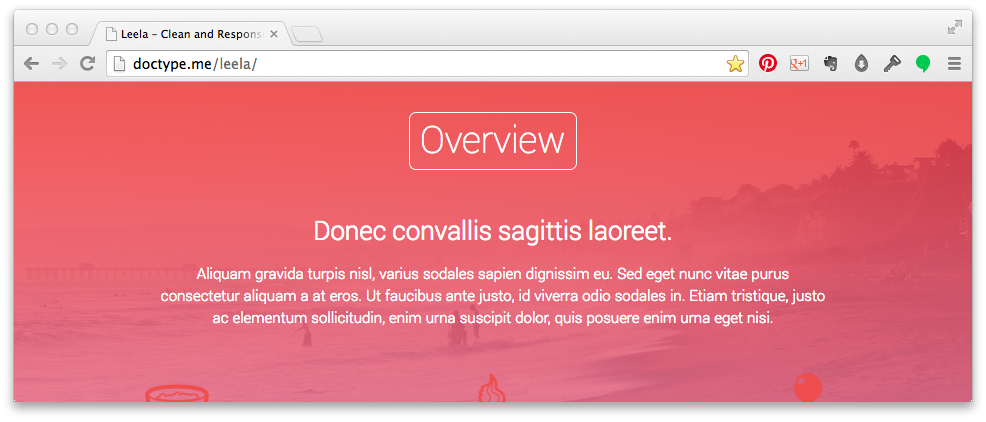 Leela – Clean and Respons
doctype.me/leela/
g+1
Overview
Donec convallis sagittis laoreet.
Aliquam gravida turpis nisl, varius sodales sapien dignissim eu. Sed eget nunc vitae purus
consectetur aliquam a at eros. Ut faucibus ante justo, id viverra odio sodales in. Etiam tristique, justo
ac elementum sollicitudin, enim urna suscipit dolor, quis posuere enim urna eget nisi.